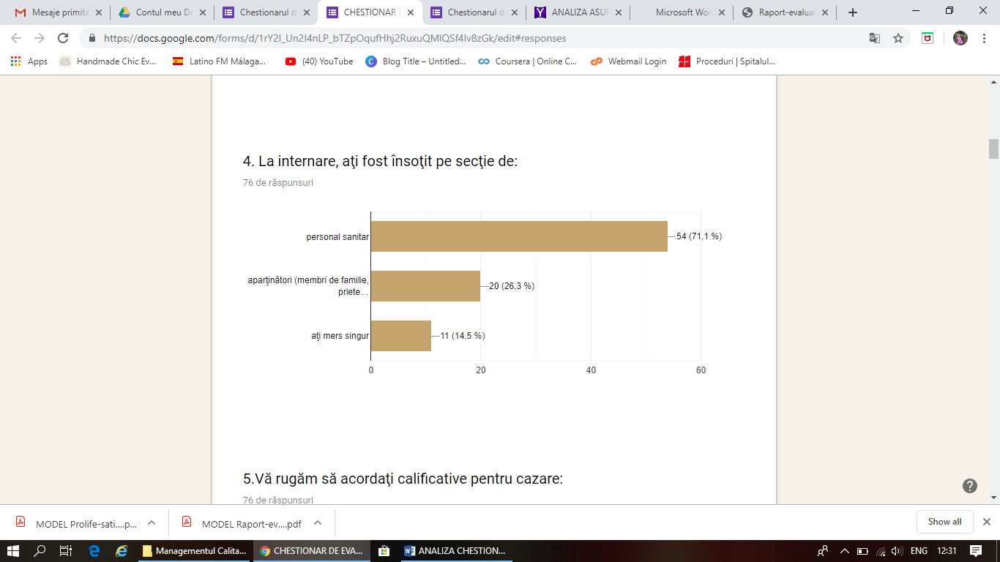 Mesaje primite
Contul meu Dr
Chestionarul d
CHESTIONAR D
Chestionarul d
ANALIZA ASUP
Microsoft Wor
Raport-evaluar
https://docs.google.com/forms/d/1rY2l_Un2I4nLP_bTZpOqufHhj2RuxuQMlQSf4lv8zGk/edit#responses
Apps
Handmade Chic Ev...
Latino FM Málaga...
(40) YouTube
Blog Title – Untitled...
Coursera | Online C...
Webmail Login
Proceduri | Spitalul...
4. La internare, aţi fost însoţit pe secţie de:
76 de răspunsuri
personal sanitar
54 (71,1 %)
aparţinători (membri de familie,
priete…
20 (26,3 %)
aţi mers singur
11 (14,5 %)
0
20
40
60
5.Vă rugăm să acordaţi calificative pentru cazare:
76 de răspunsuri
MODEL Prolife-sati....p...
MODEL Raport-ev....pdf
Show all
Managementul Calita...
CHESTIONAR DE EVA...
ANALIZA CHESTION...
ENG
12:31